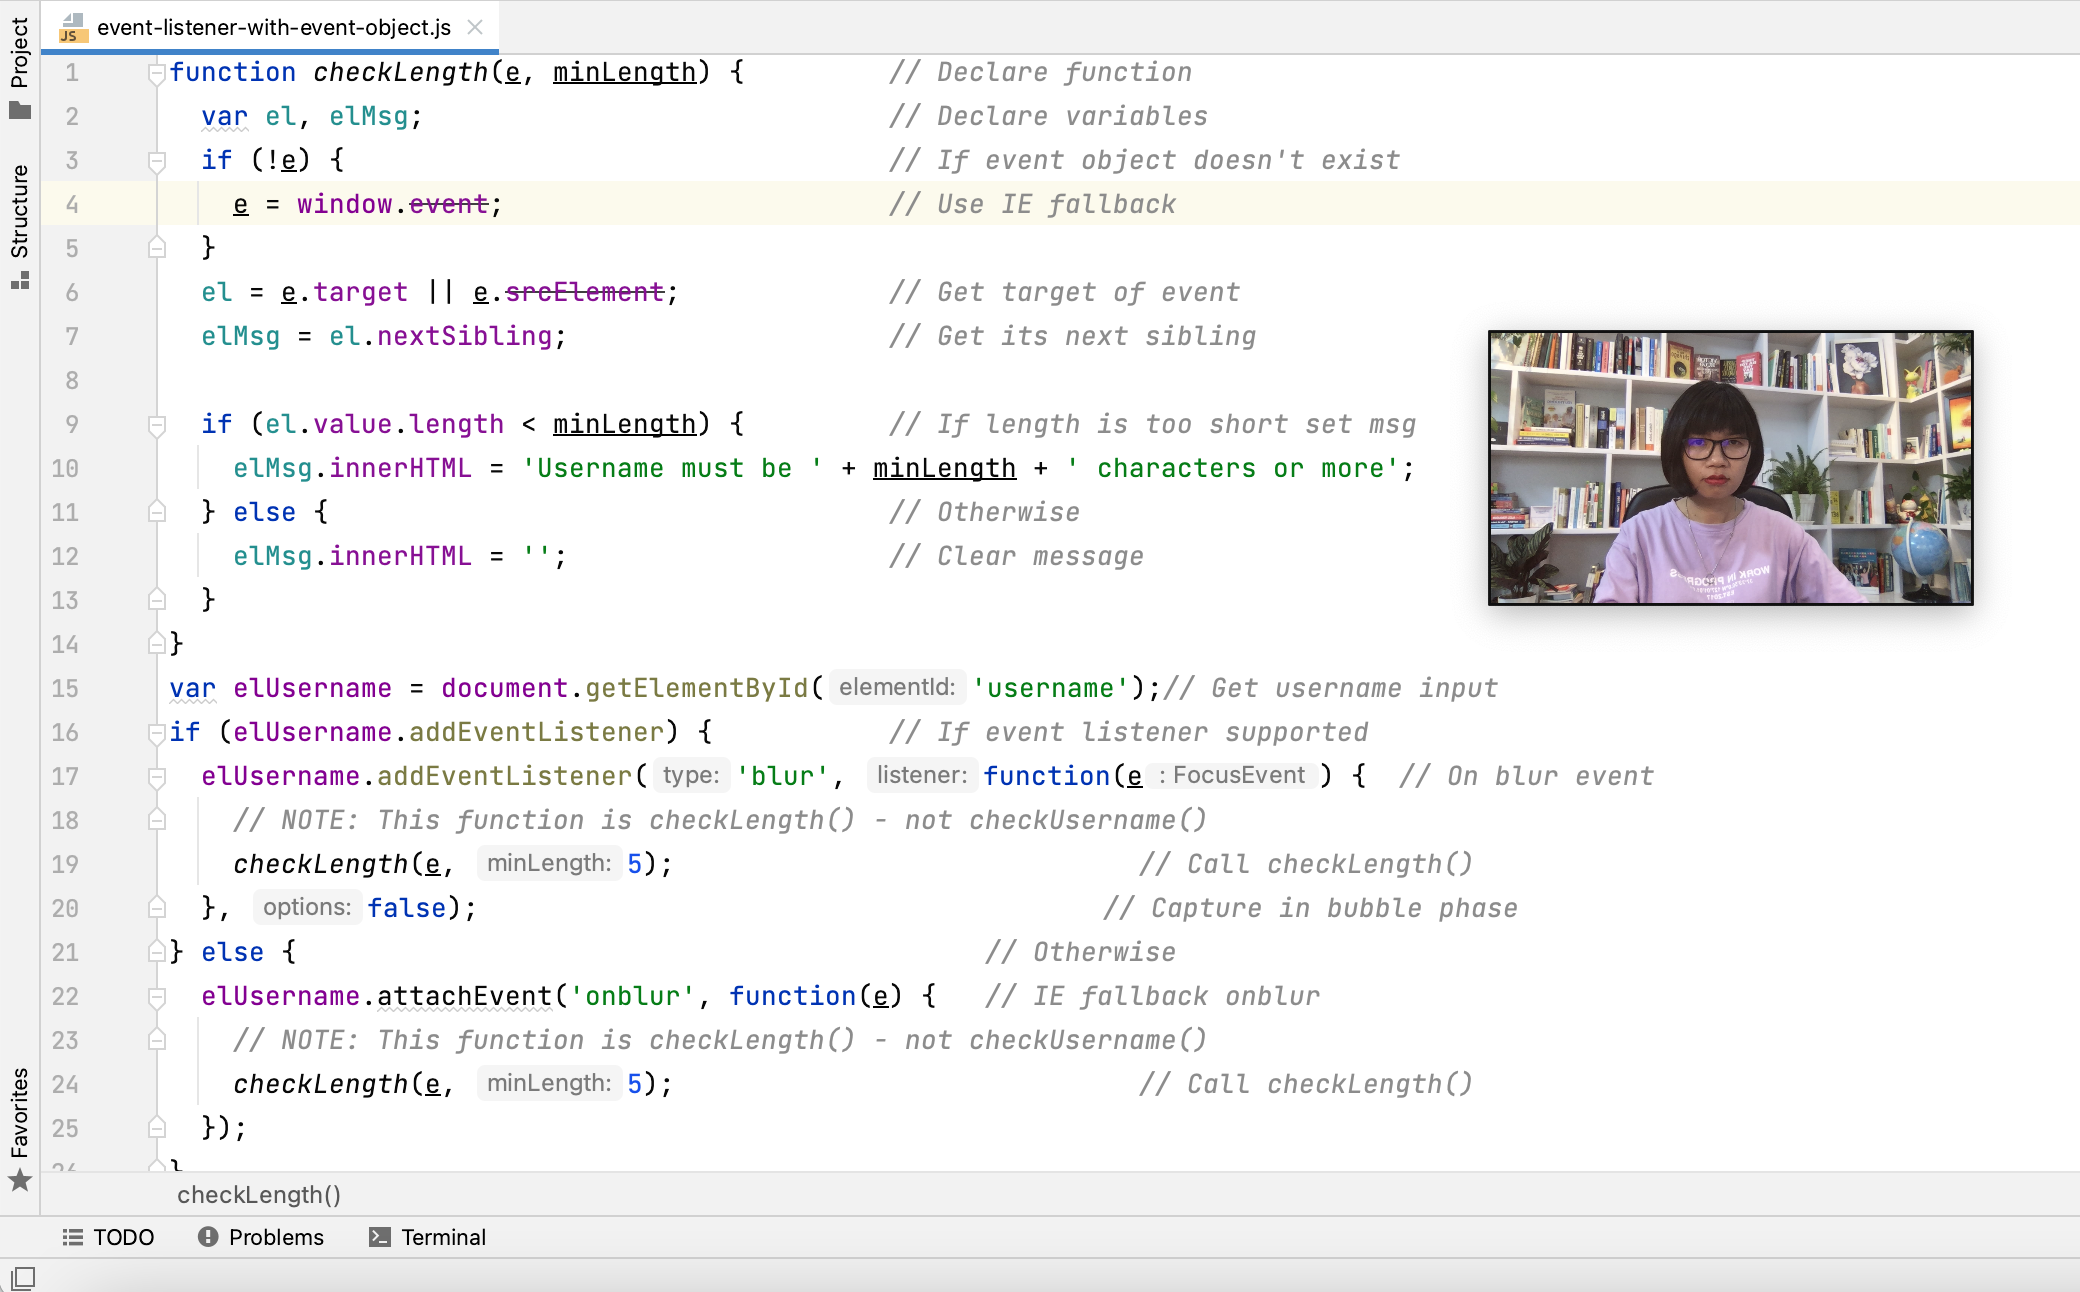 Project
Structure
Favorites
event-listener-with-event-object.js
1 function checkLength(e, minLength) { // Declare function
2 var el, elMsg; // Declare variables
3 if (!e) { // If event object doesn't exist
4 e = window.event; // Use IE fallback
5 }
6 el = e.target || e.srcElement; // Get target of event
7 elMsg = el.nextSibling; // Get its next sibling
8
9 if (el.value.length < minLength) { // If length is too short set msg
10 elMsg.innerHTML = 'Username must be ' + minLength + ' characters or more';
11 } else { // Otherwise
12 elMsg.innerHTML = ''; // Clear message
13 }
14 }
15 var elUsername = document.getElementById( elementId: 'username');// Get username input
16 if (elUsername.addEventListener) { // If event listener supported
17 elUsername.addEventListener( type: 'blur', listener: function(e : FocusEvent ) { // On blur event
18 // NOTE: This function is checkLength() - not checkUsername()
19 checkLength(e, minLength: 5); // Call checkLength()
20 }, options: false); // Capture in bubble phase
21 } else { // Otherwise
22 elUsername.attachEvent('onblur', function(e) { // IE fallback onblur
23 // NOTE: This function is checkLength() - not checkUsername()
24 checkLength(e, minLength: 5); // Call checkLength()
25 });
26 }
checkLength()
TODO Problems Terminal
WORK IN PROGRESS